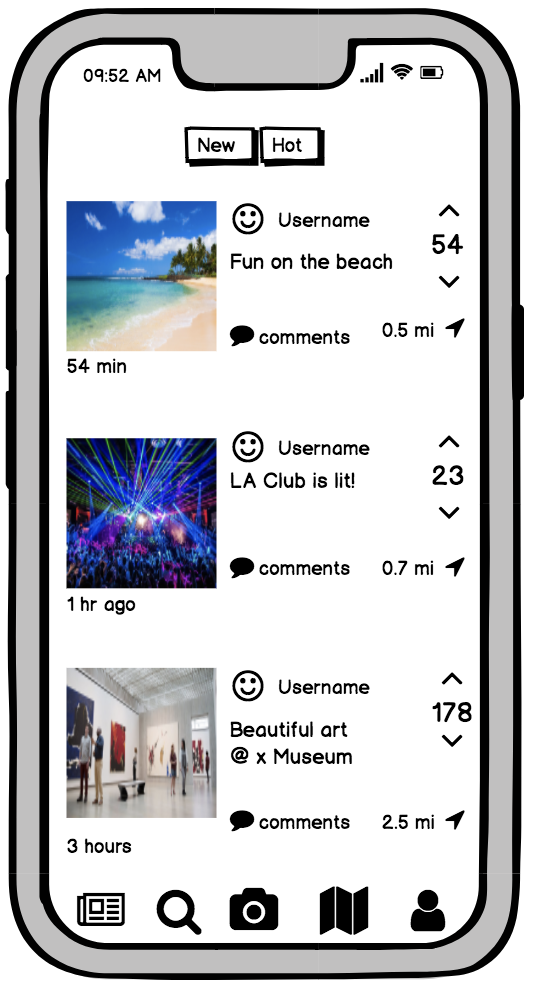 09:52 AM
New Hot
Username
54
Fun on the beach
comments 0.5 mi
54 min
Username
LA Club is lit!
23
comments 0.7 mi
1 hr ago
Username
178
Beautiful art
@ x Museum
comments 2.5 mi
3 hours